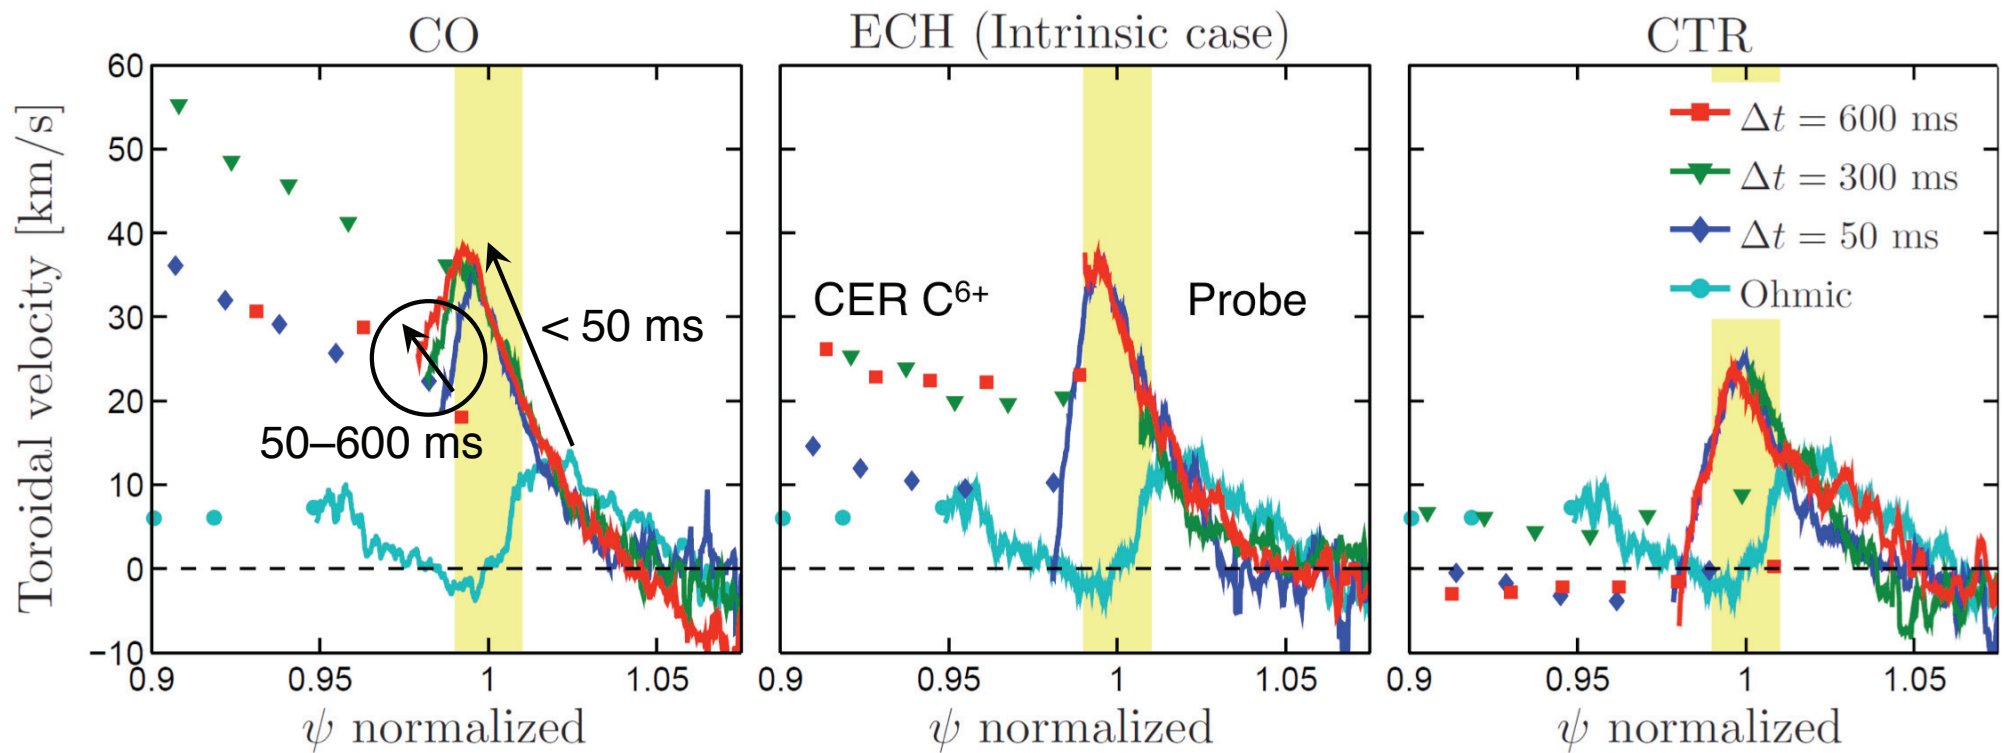 CO
ECH (Intrinsic case)
CTR
Toroidal velocity [km/s]
60
50
40
30
20
10
0
−10
< 50 ms
50–600 ms
CER C⁶⁺
Probe
Δt = 600 ms
Δt = 300 ms
Δt = 50 ms
Ohmic
0.9 0.95 1 1.05
0.9 0.95 1 1.05
0.9 0.95 1 1.05
ψ normalized
ψ normalized
ψ normalized